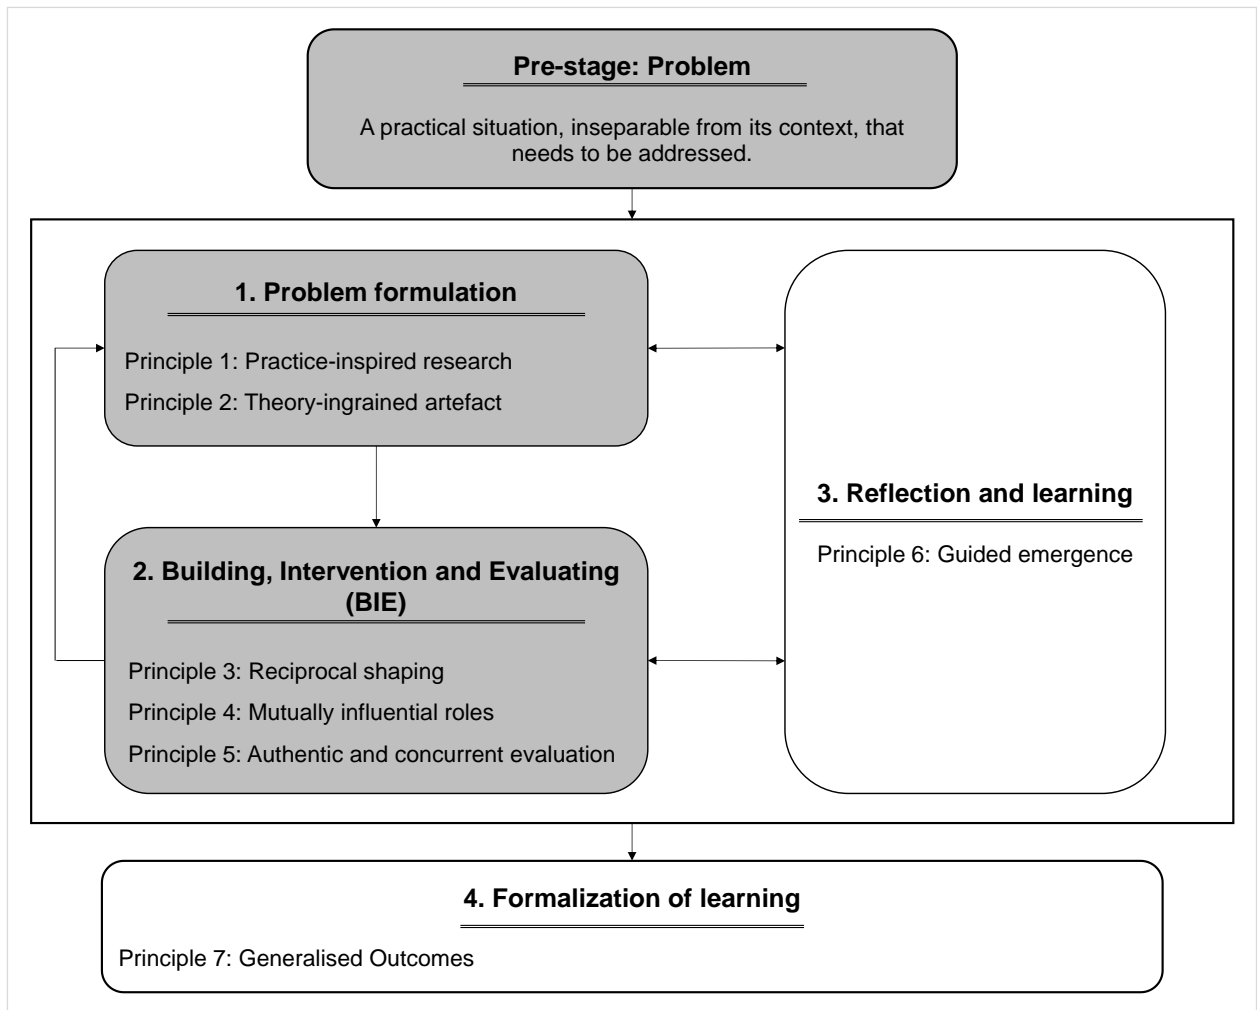 Pre-stage: Problem
A practical situation, inseparable from its context, that
needs to be addressed.
1. Problem formulation
Principle 1: Practice-inspired research
Principle 2: Theory-ingrained artefact
2. Building, Intervention and Evaluating
(BIE)
Principle 3: Reciprocal shaping
Principle 4: Mutually influential roles
Principle 5: Authentic and concurrent evaluation
3. Reflection and learning
Principle 6: Guided emergence
4. Formalization of learning
Principle 7: Generalised Outcomes